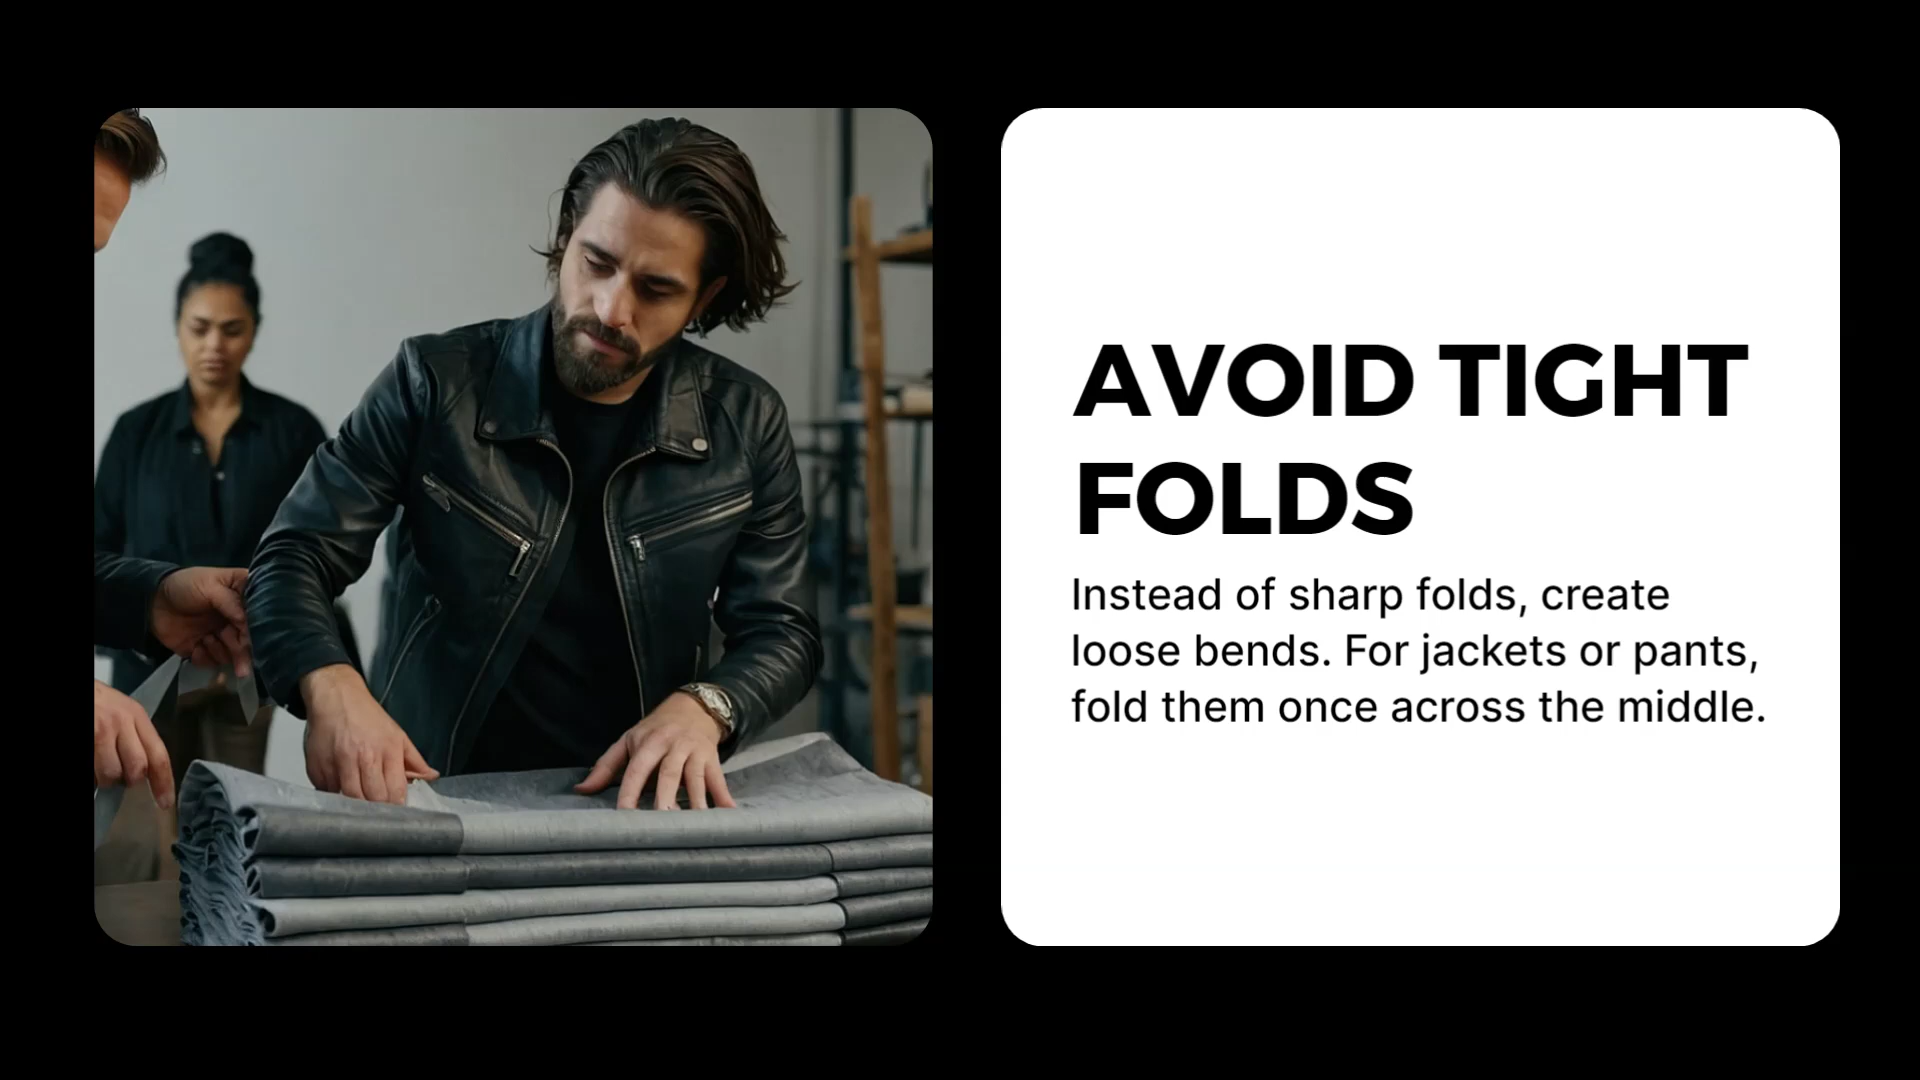 AVOID TIGHT
FOLDS
Instead of sharp folds, create
loose bends. For jackets or pants,
fold them once across the middle.